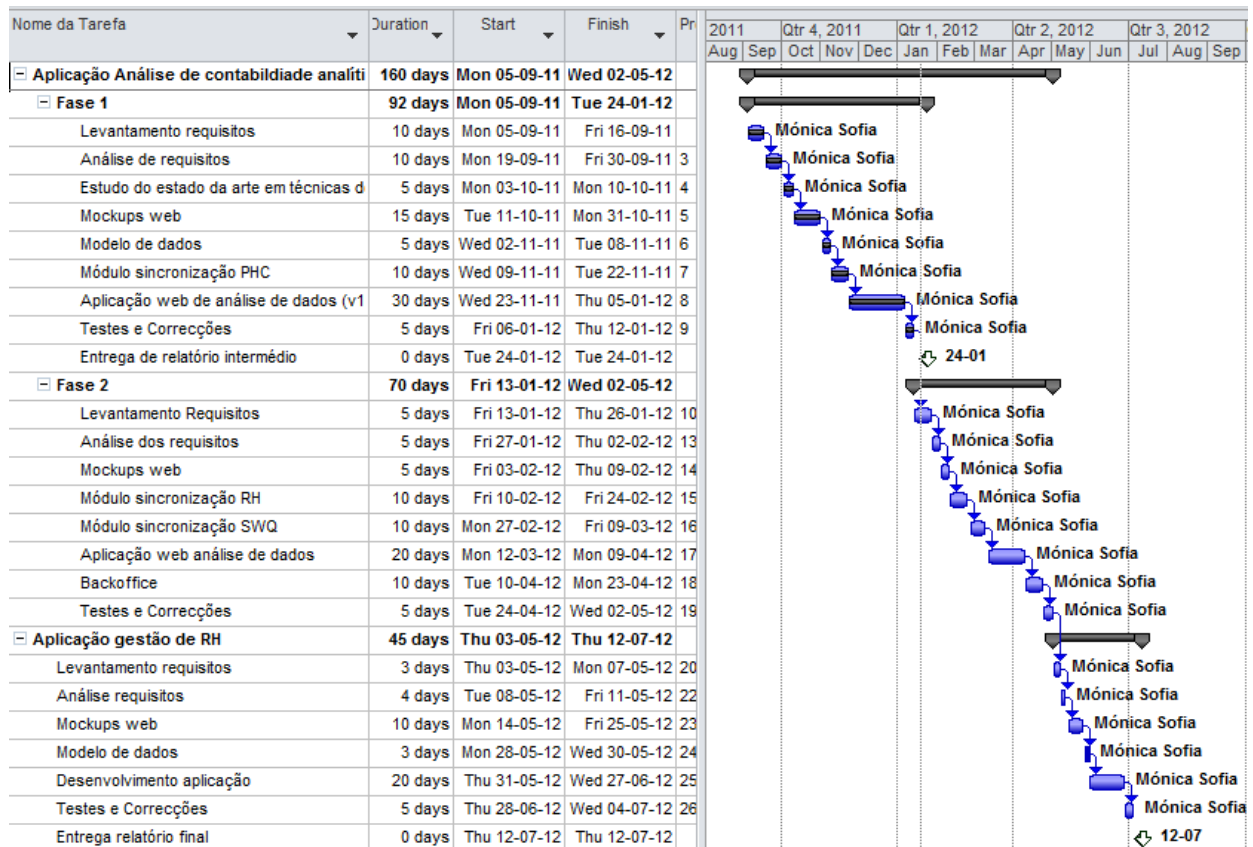 Nome da Tarefa Duration Start Finish Pr 2011 Qtr 4, 2011 Qtr 1, 2012 Qtr 2, 2012 Qtr 3, 2012
Aug Sep Oct Nov Dec Jan Feb Mar Apr May Jun Jul Aug Sep
Aplicação Análise de contabildiade analíti 160 days Mon 05-09-11 Wed 02-05-12
Fase 1 92 days Mon 05-09-11 Tue 24-01-12
Levantamento requisitos 10 days Mon 05-09-11 Fri 16-09-11 Mónica Sofia
Análise de requisitos 10 days Mon 19-09-11 Fri 30-09-11 3 Mónica Sofia
Estudo do estado da arte em técnicas d 5 days Mon 03-10-11 Mon 10-10-11 4 Mónica Sofia
Mockups web 15 days Tue 11-10-11 Mon 31-10-11 5 Mónica Sofia
Modelo de dados 5 days Wed 02-11-11 Tue 08-11-11 6 Mónica Sofia
Módulo sincronização PHC 10 days Wed 09-11-11 Tue 22-11-11 7 Mónica Sofia
Aplicação web de análise de dados (v1 30 days Wed 23-11-11 Thu 05-01-12 8 Mónica Sofia
Testes e Correcções 5 days Fri 06-01-12 Thu 12-01-12 9 Mónica Sofia
Entrega de relatório intermédio 0 days Tue 24-01-12 Tue 24-01-12 24-01
Fase 2 70 days Fri 13-01-12 Wed 02-05-12
Levantamento Requisitos 5 days Fri 13-01-12 Thu 26-01-12 10 Mónica Sofia
Análise dos requisitos 5 days Fri 27-01-12 Thu 02-02-12 13 Mónica Sofia
Mockups web 5 days Fri 03-02-12 Thu 09-02-12 14 Mónica Sofia
Módulo sincronização RH 10 days Fri 10-02-12 Fri 24-02-12 15 Mónica Sofia
Módulo sincronização SWQ 10 days Mon 27-02-12 Fri 09-03-12 16 Mónica Sofia
Aplicação web análise de dados 20 days Mon 12-03-12 Mon 09-04-12 17 Mónica Sofia
Backoffice 10 days Tue 10-04-12 Mon 23-04-12 18 Mónica Sofia
Testes e Correcções 5 days Tue 24-04-12 Wed 02-05-12 19 Mónica Sofia
Aplicação gestão de RH 45 days Thu 03-05-12 Thu 12-07-12
Levantamento requisitos 3 days Thu 03-05-12 Mon 07-05-12 20 Mónica Sofia
Análise requisitos 4 days Tue 08-05-12 Fri 11-05-12 22 Mónica Sofia
Mockups web 10 days Mon 14-05-12 Fri 25-05-12 23 Mónica Sofia
Modelo de dados 3 days Mon 28-05-12 Wed 30-05-12 24 Mónica Sofia
Desenvolvimento aplicação 20 days Thu 31-05-12 Wed 27-06-12 25 Mónica Sofia
Testes e Correcções 5 days Thu 28-06-12 Wed 04-07-12 26 Mónica Sofia
Entrega relatório final 0 days Thu 12-07-12 Thu 12-07-12 12-07